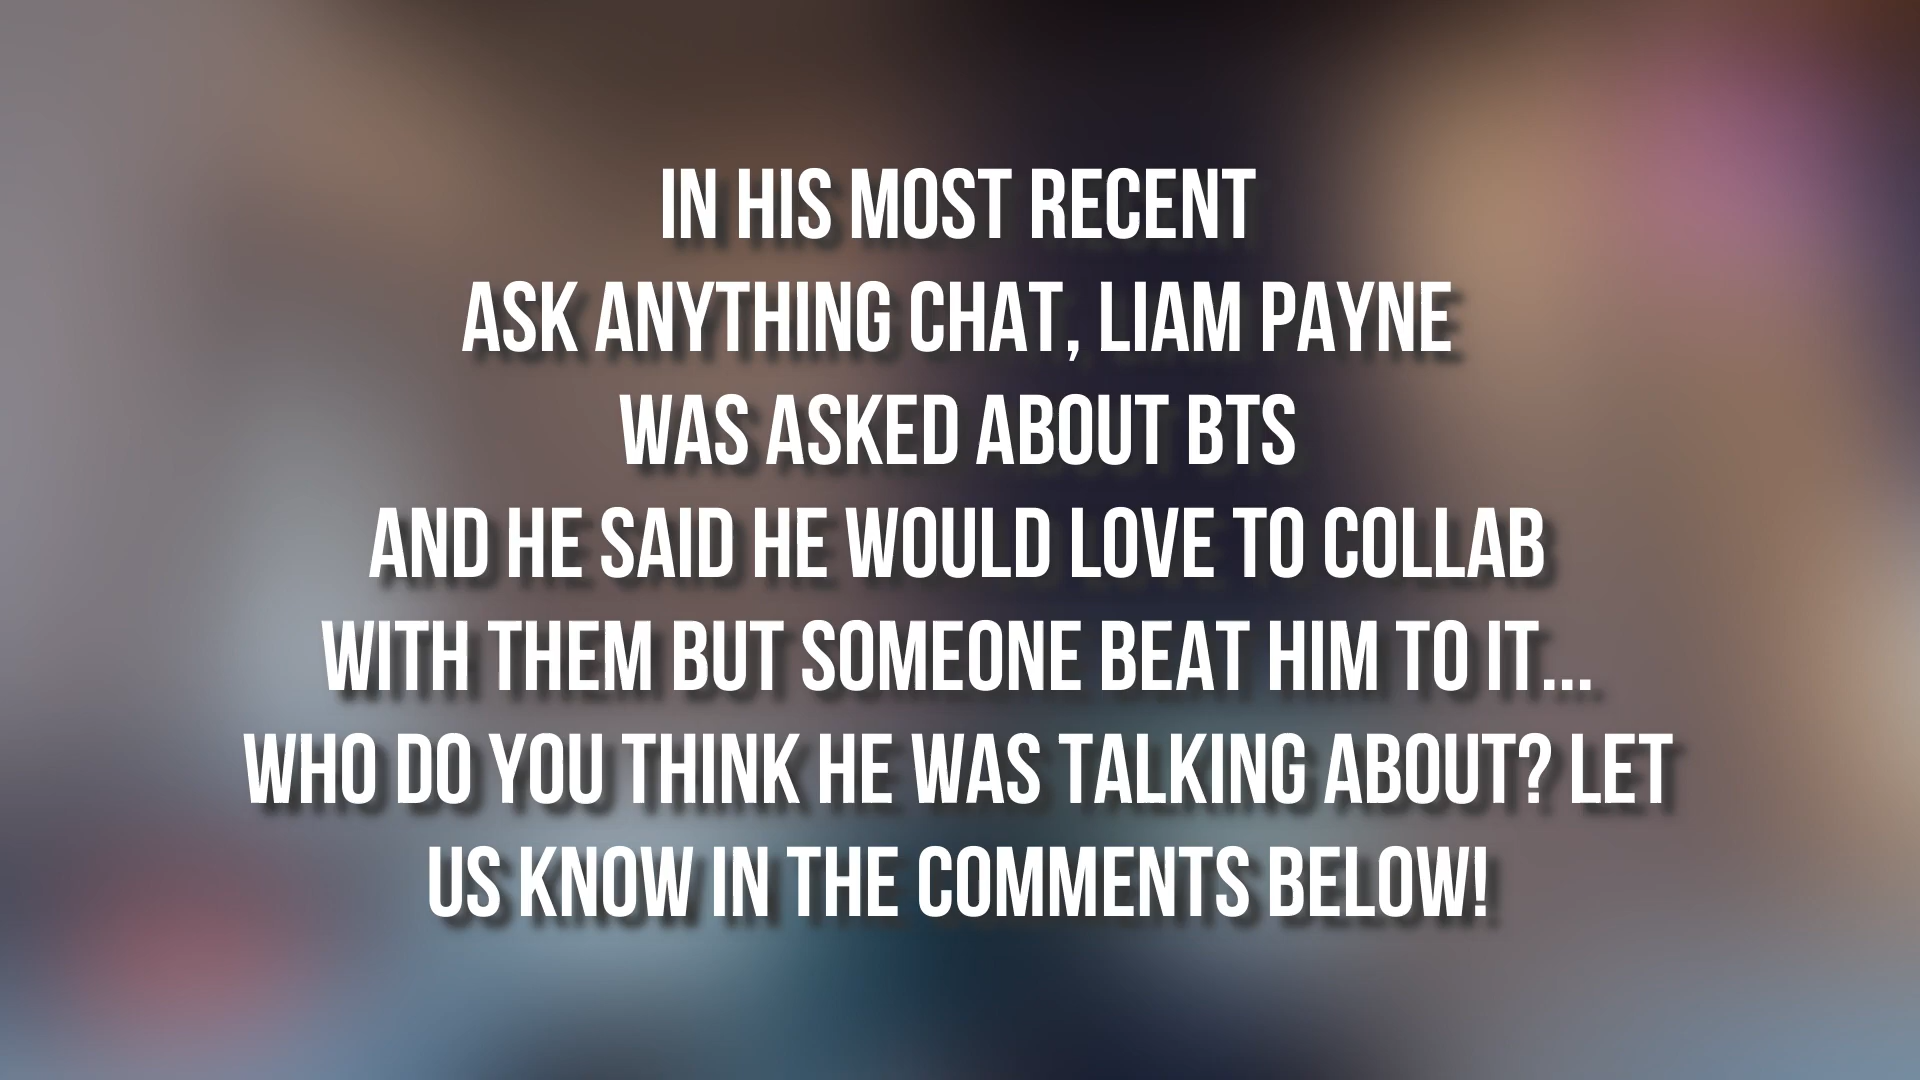 IN HIS MOST RECENT
ASK ANYTHING CHAT, LIAM PAYNE
WAS ASKED ABOUT BTS
AND HE SAID HE WOULD LOVE TO COLLAB
WITH THEM BUT SOMEONE BEAT HIM TO IT...
WHO DO YOU THINK HE WAS TALKING ABOUT? LET
US KNOW IN THE COMMENTS BELOW!